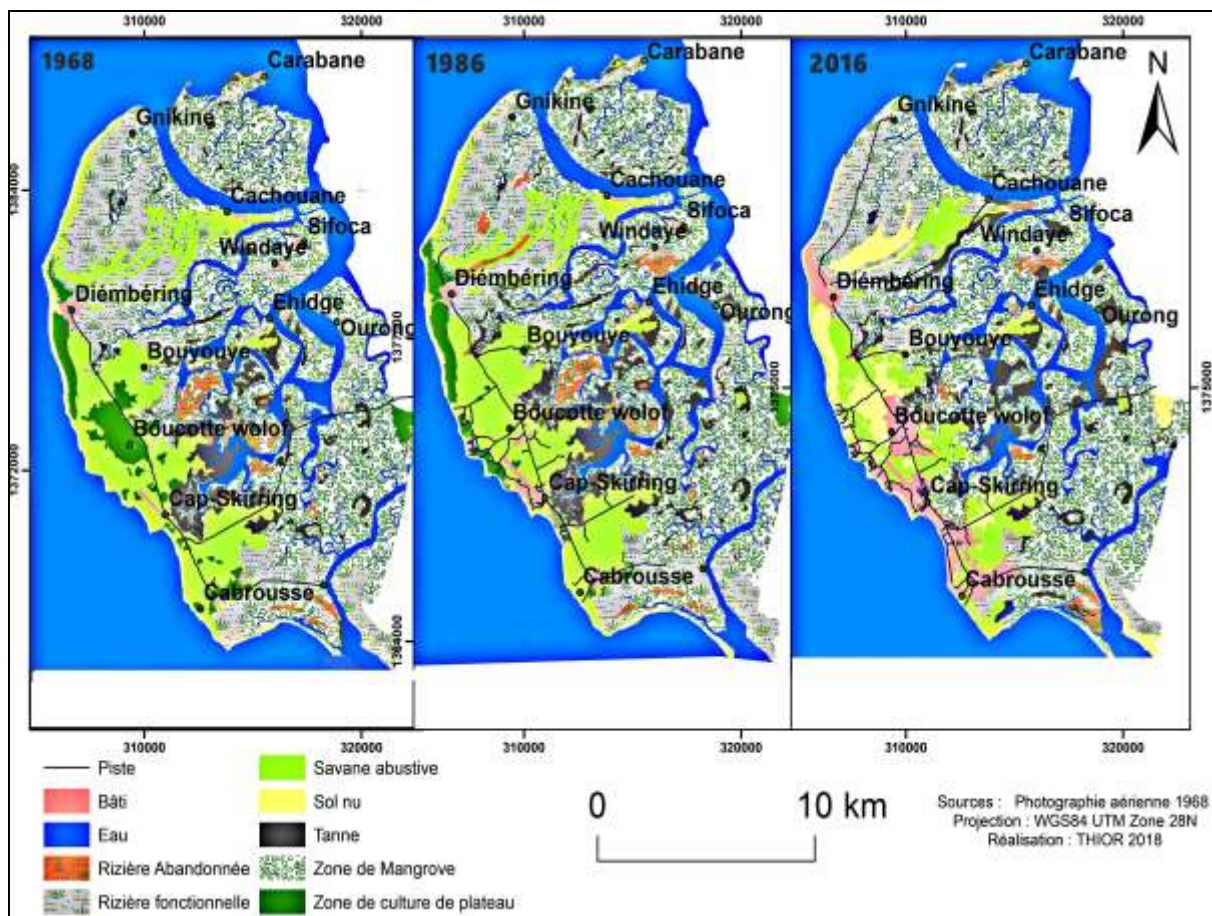 310000 320000 310000 320000 310000 320000
1968
Carabane
Gnikine
Cachouane
Sifoca
Windaye
Diémbéring
Ehidge
Ourong
Bouyouye
Boucotte wolof
Cap-Skirring
Cabrousse
1986
Carabane
Gnikine
Cachouane
Sifoca
Windaye
Diémbéring
Ehidge
Ourong
Bouyouye
Boucotte wolof
Cap-Skirring
Cabrousse
2016
N
Carabane
Gnikine
Cachouane
Sifoca
Windaye
Diémbéring
Ehidge
Ourong
Bouyouye
Boucotte wolof
Cap-Skirring
Cabrousse
1372000
310000 320000 310000 320000 310000 320000
Piste
Bâti
Eau
Rizière Abandonnée
Rizière fonctionnelle
Savane abustive
Sol nu
Tanne
Zone de Mangrove
Zone de culture de plateau
0 10 km
Sources : Photographie aérienne 1968
Projection : WGS84 UTM Zone 28N
Réalisation : THIOR 2018